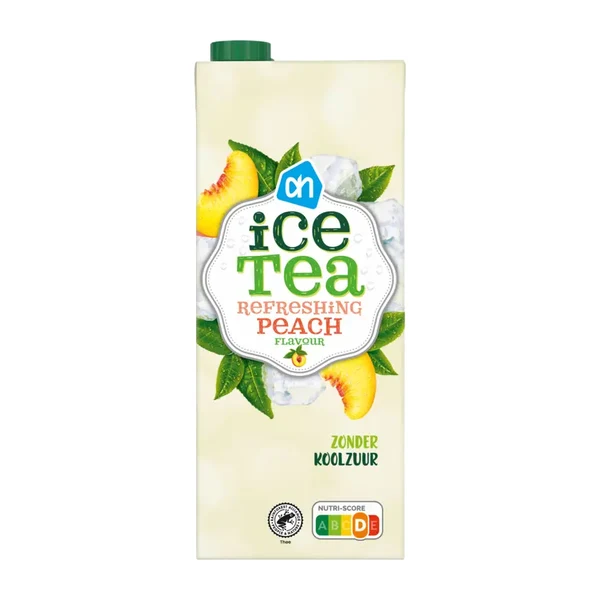 ah
ice
Tea
Refreshing
Peach
Flavour
ZONDER
KOOLZUUR
NUTRI-SCORE
A B C D E
Thee